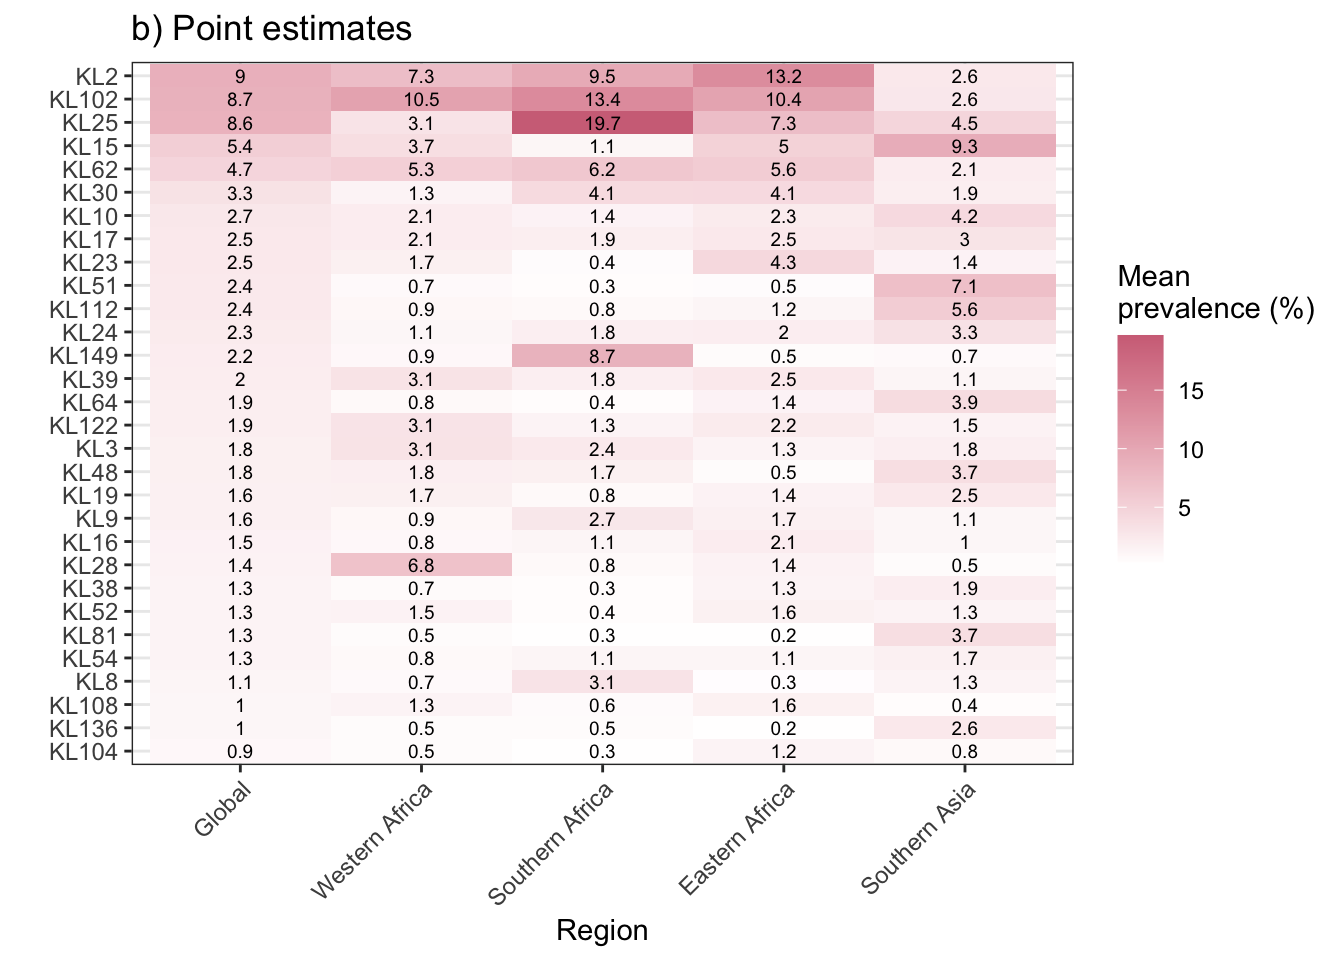 b) Point estimates
KL2 9 7.3 9.5 13.2 2.6
KL102 8.7 10.5 13.4 10.4 2.6
KL25 8.6 3.1 19.7 7.3 4.5
KL15 5.4 3.7 1.1 5 9.3
KL62 4.7 5.3 6.2 5.6 2.1
KL30 3.3 1.3 4.1 4.1 1.9
KL10 2.7 2.1 1.4 2.3 4.2
KL17 2.5 2.1 1.9 2.5 3
KL23 2.5 1.7 0.4 4.3 1.4
KL51 2.4 0.7 0.3 0.5 7.1
KL112 2.4 0.9 0.8 1.2 5.6
KL24 2.3 1.1 1.8 2 3.3
KL149 2.2 0.9 8.7 0.5 0.7
KL39 2 3.1 1.8 2.5 1.1
KL64 1.9 0.8 0.4 1.4 3.9
KL122 1.9 3.1 1.3 2.2 1.5
KL3 1.8 3.1 2.4 1.3 1.8
KL48 1.8 1.8 1.7 0.5 3.7
KL19 1.6 1.7 0.8 1.4 2.5
KL9 1.6 0.9 2.7 1.7 1.1
KL16 1.5 0.8 1.1 2.1 1
KL28 1.4 6.8 0.8 1.4 0.5
KL38 1.3 0.7 0.3 1.3 1.9
KL52 1.3 1.5 0.4 1.6 1.3
KL81 1.3 0.5 0.3 0.2 3.7
KL54 1.3 0.8 1.1 1.1 1.7
KL8 1.1 0.7 3.1 0.3 1.3
KL108 1 1.3 0.6 1.6 0.4
KL136 1 0.5 0.5 0.2 2.6
KL104 0.9 0.5 0.3 1.2 0.8
Global Western Africa Southern Africa Eastern Africa Southern Asia
Region
Mean
prevalence (%)
15
10
5